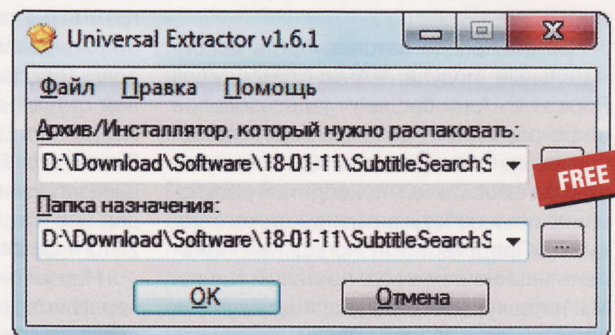 Universal Extractor v1.6.1
Файл Правка Помощь
Архив/Инсталлятор, который нужно распаковать:
D:\Download\Software\18-01-11\SubtitleSearchS
...
FREE
Папка назначения:
D:\Download\Software\18-01-11\SubtitleSearchS
...
OK
Отмена